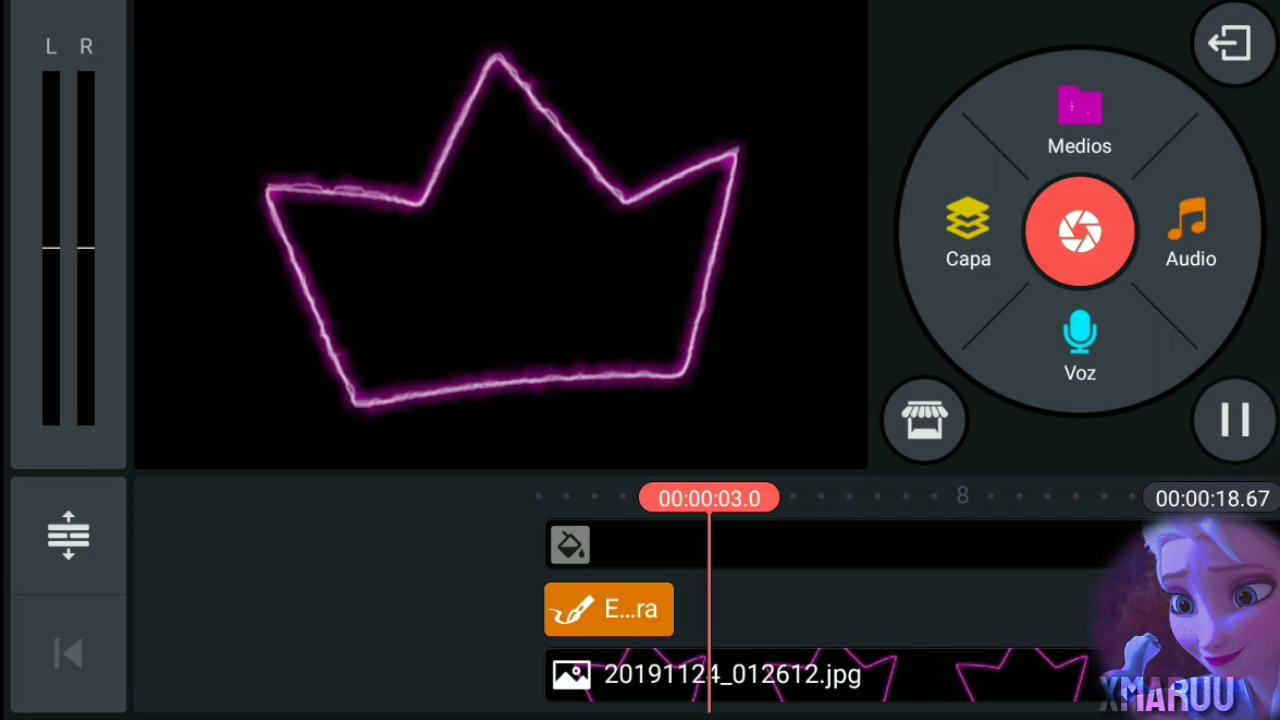 L R
Medios
Capa
Audio
Voz
00:00:03.0
8
00:00:18.67
E...ra
20191124_012612.jpg
XMARUU